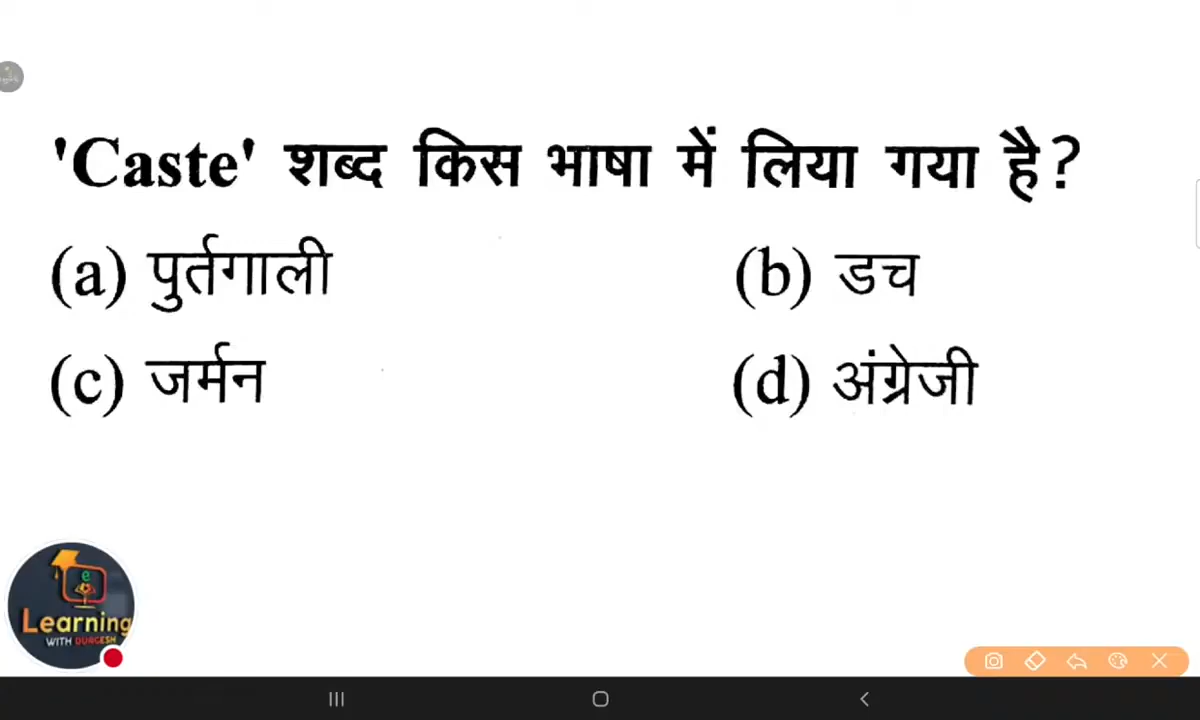 'Caste' शब्द किस भाषा में लिया गया है?
(a) पुर्तगाली (b) डच
(c) जर्मन (d) अंग्रेजी
e
Learning
WITH DURGESH